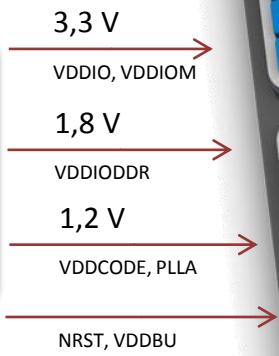 3,3 V
VDDIO, VDDIOM
1,8 V
VDDIODDR
1,2 V
VDDCODE, PLLA
NRST, VDDBU